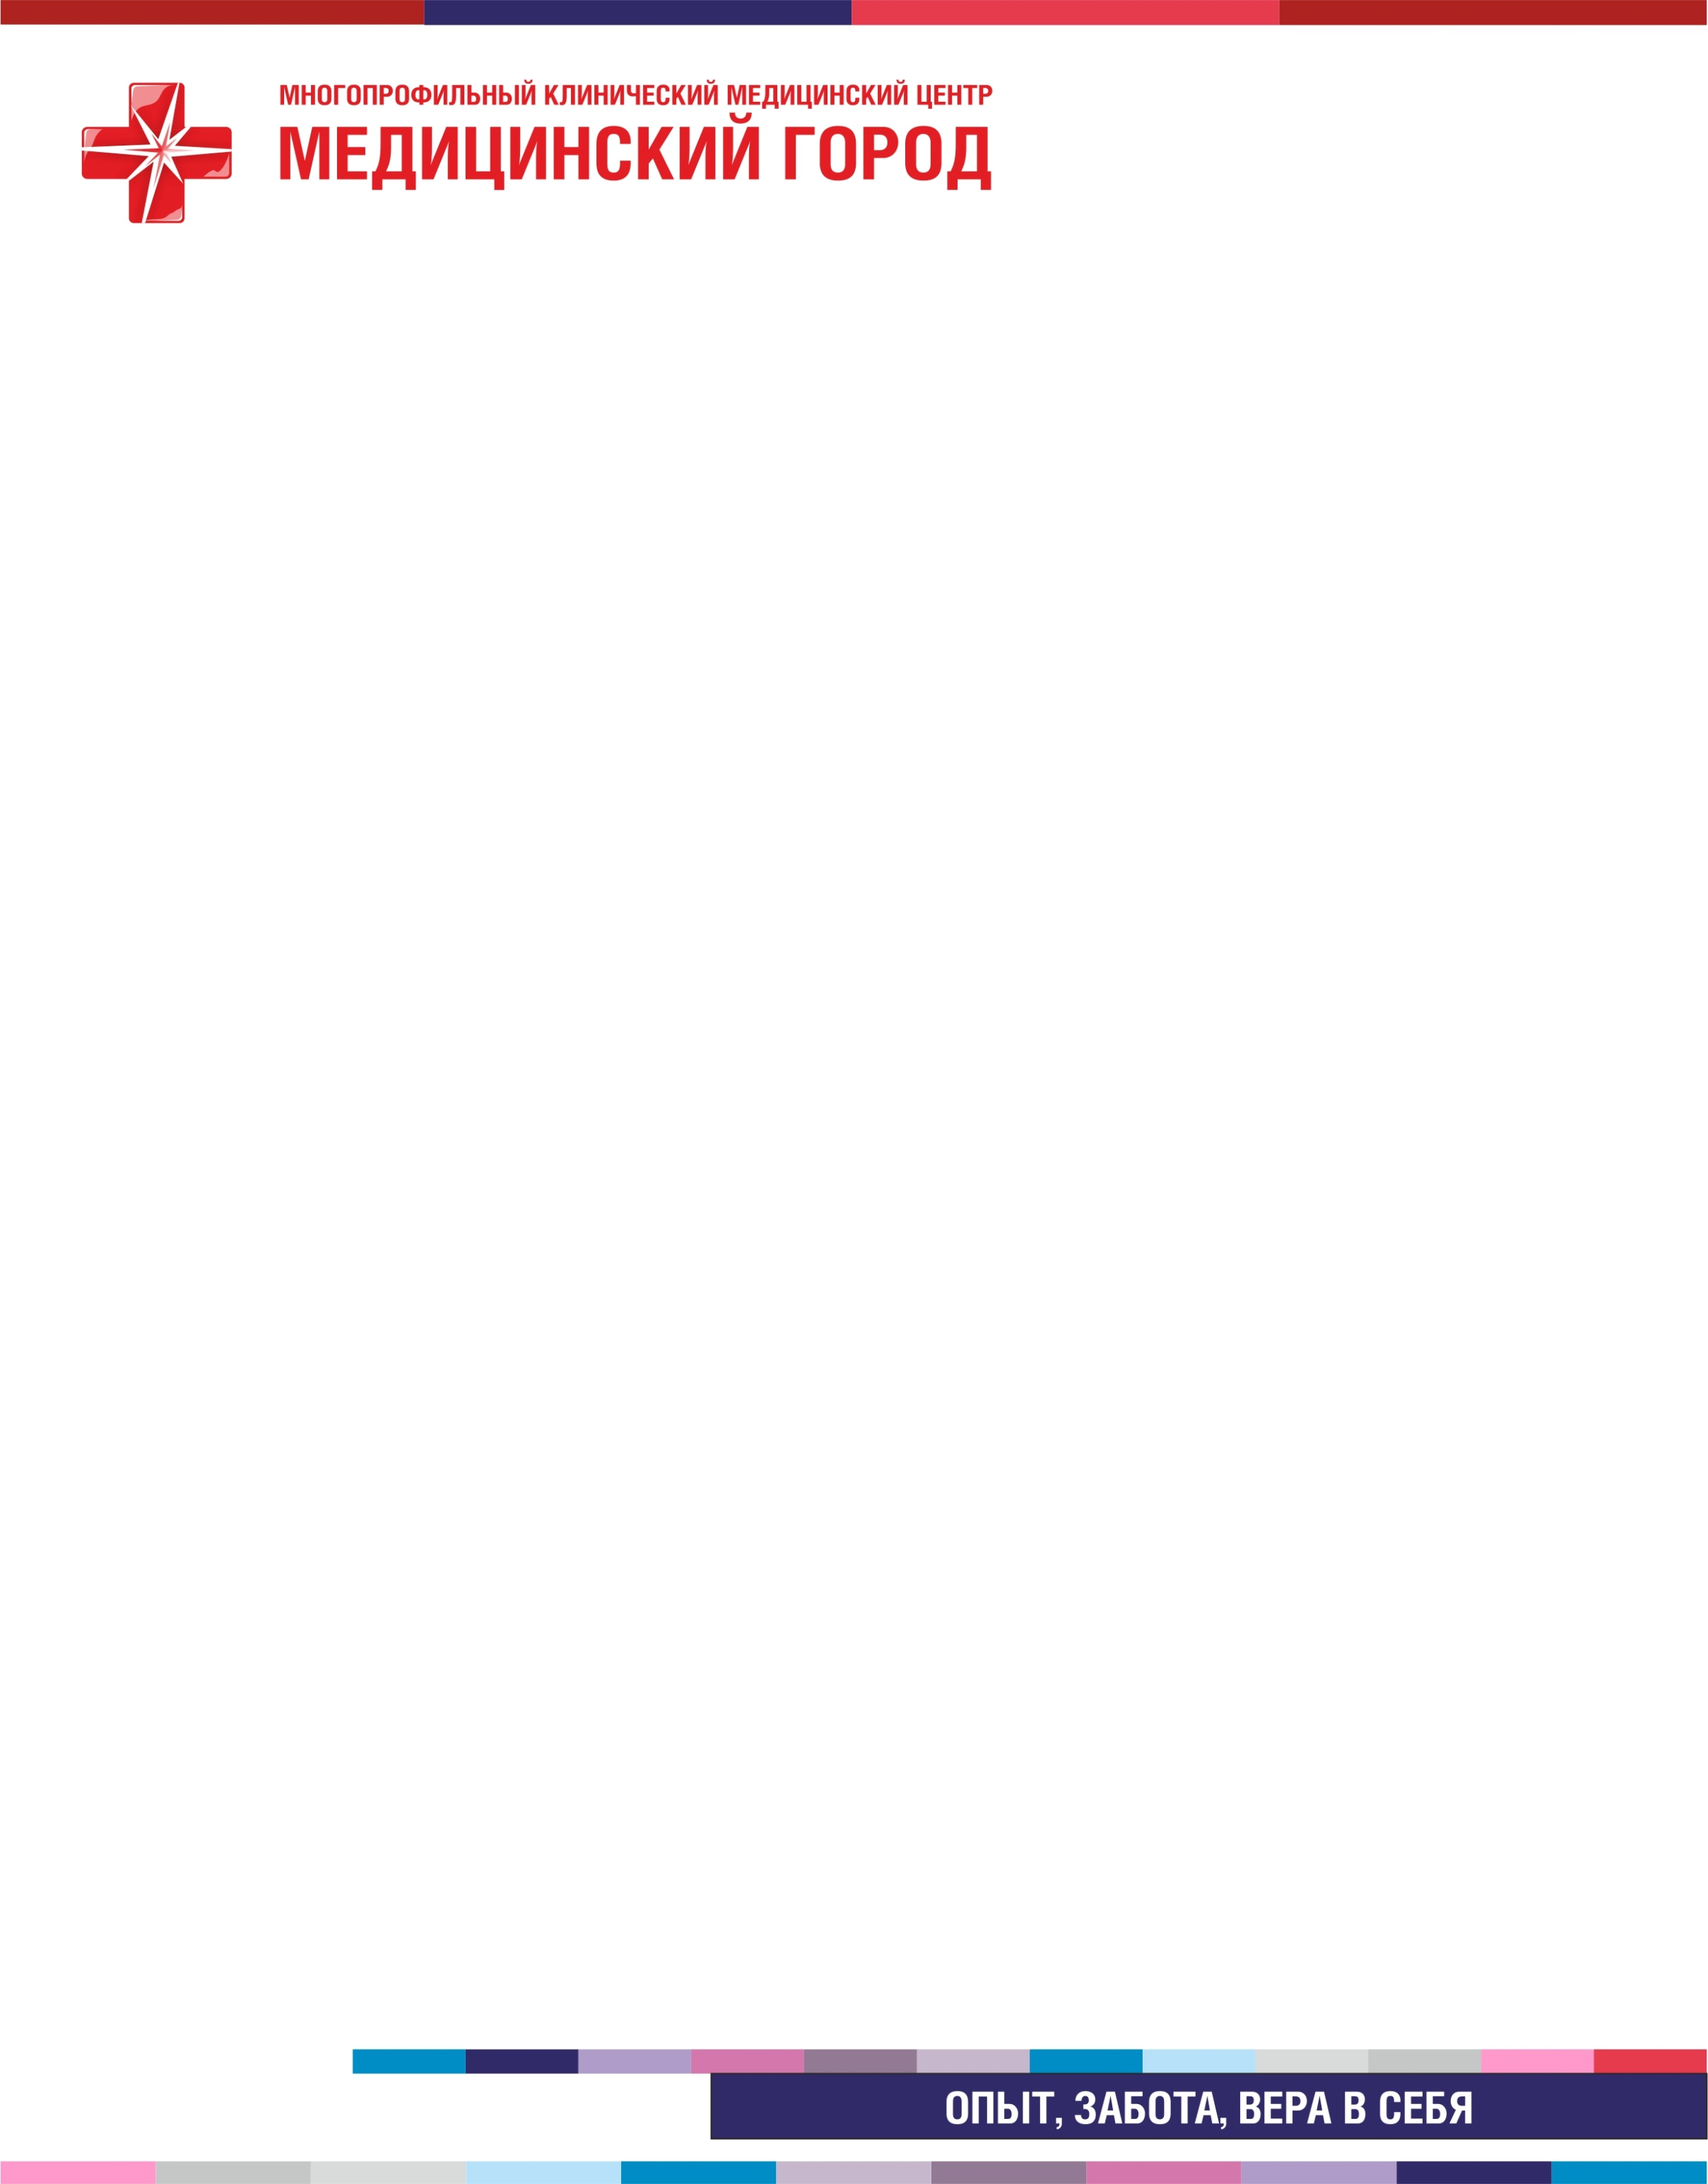 МНОГОПРОФИЛЬНЫЙ КЛИНИЧЕСКИЙ МЕДИЦИНСКИЙ ЦЕНТР
МЕДИЦИНСКИЙ ГОРОД
ОПЫТ, ЗАБОТА, ВЕРА В СЕБЯ